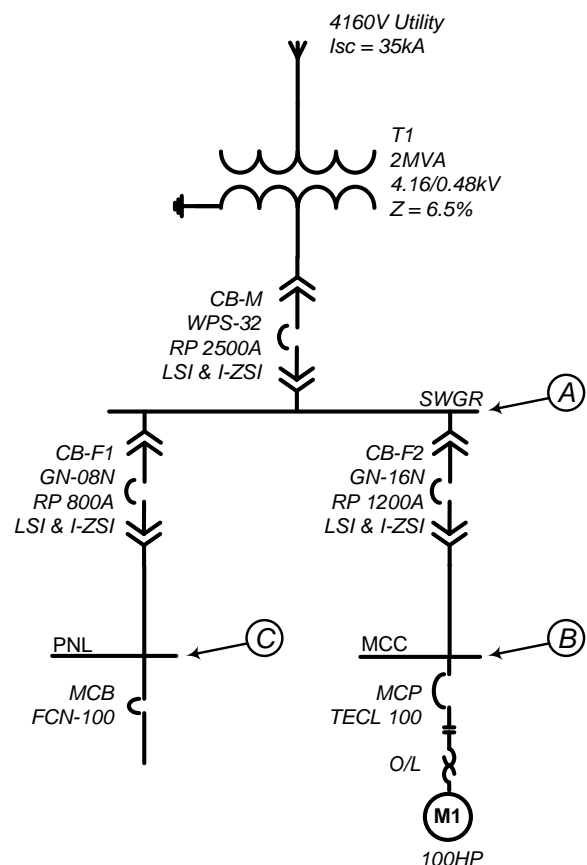 4160V Utility
Isc = 35kA
T1
2MVA
4.16/0.48kV
Z = 6.5%
CB-M
WPS-32
RP 2500A
LSI & I-ZSI
SWGR
A
CB-F1
GN-08N
RP 800A
LSI & I-ZSI
CB-F2
GN-16N
RP 1200A
LSI & I-ZSI
PNL
C
MCC
B
MCB
FCN-100
MCP
TECL 100
O/L
M1
100HP